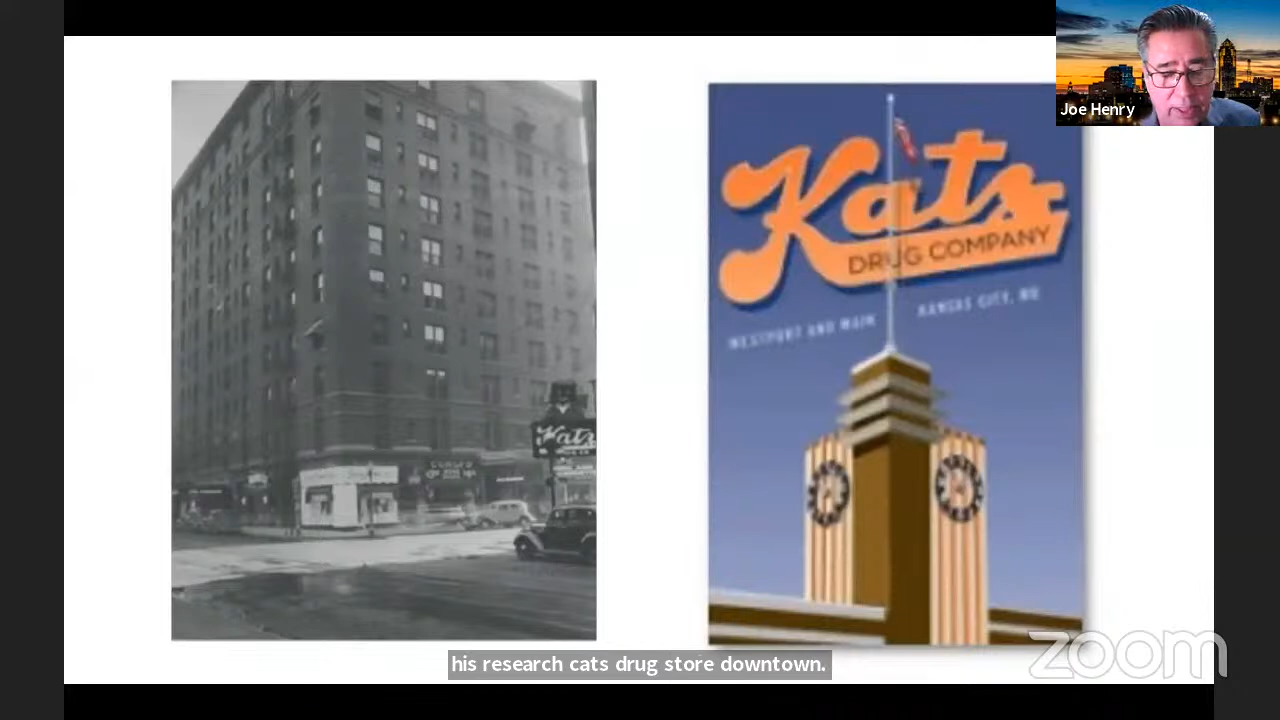 Joe Henry
Katz
DRUG COMPANY
WESTPORT AND MAIN
KANSAS CITY, MO
Katz
his research cats drug store downtown.
zoom